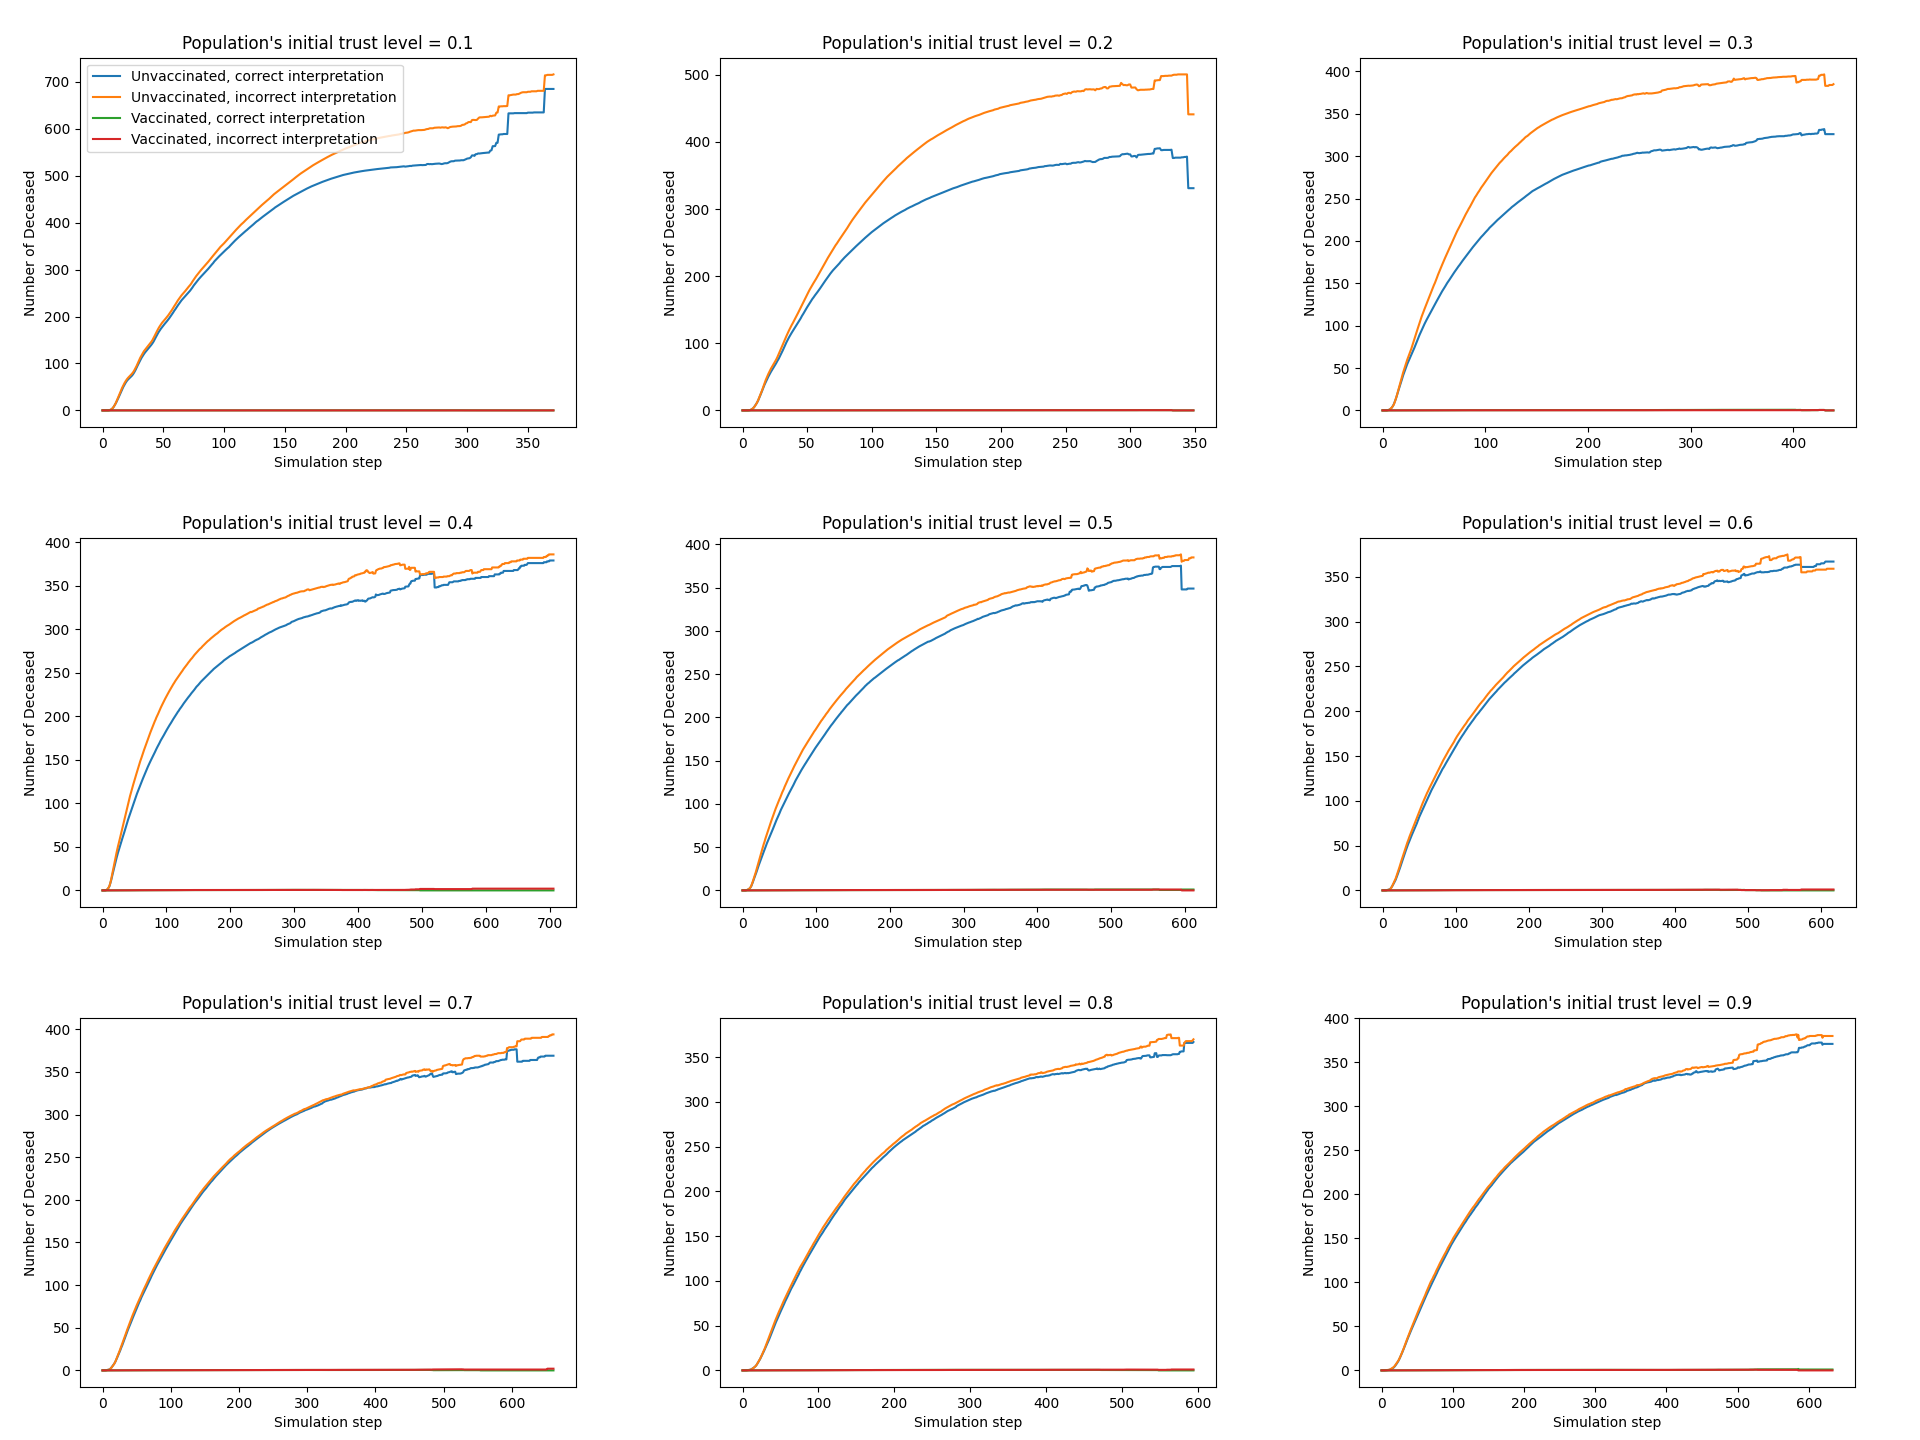 Population's initial trust level = 0.1
Unvaccinated, correct interpretation
Unvaccinated, incorrect interpretation
Vaccinated, correct interpretation
Vaccinated, incorrect interpretation
Number of Deceased
700
600
500
400
300
200
100
0
0 50 100 150 200 250 300 350
Simulation step
Population's initial trust level = 0.2
Number of Deceased
500
400
300
200
100
0
0 50 100 150 200 250 300 350
Simulation step
Population's initial trust level = 0.3
Number of Deceased
400
350
300
250
200
150
100
50
0
0 100 200 300 400
Simulation step
Population's initial trust level = 0.4
Number of Deceased
400
350
300
250
200
150
100
50
0
0 100 200 300 400 500 600 700
Simulation step
Population's initial trust level = 0.5
Number of Deceased
400
350
300
250
200
150
100
50
0
0 100 200 300 400 500 600
Simulation step
Population's initial trust level = 0.6
Number of Deceased
350
300
250
200
150
100
50
0
0 100 200 300 400 500 600
Simulation step
Population's initial trust level = 0.7
Number of Deceased
400
350
300
250
200
150
100
50
0
0 100 200 300 400 500 600
Simulation step
Population's initial trust level = 0.8
Number of Deceased
350
300
250
200
150
100
50
0
0 100 200 300 400 500 600
Simulation step
Population's initial trust level = 0.9
Number of Deceased
400
350
300
250
200
150
100
50
0
0 100 200 300 400 500 600
Simulation step